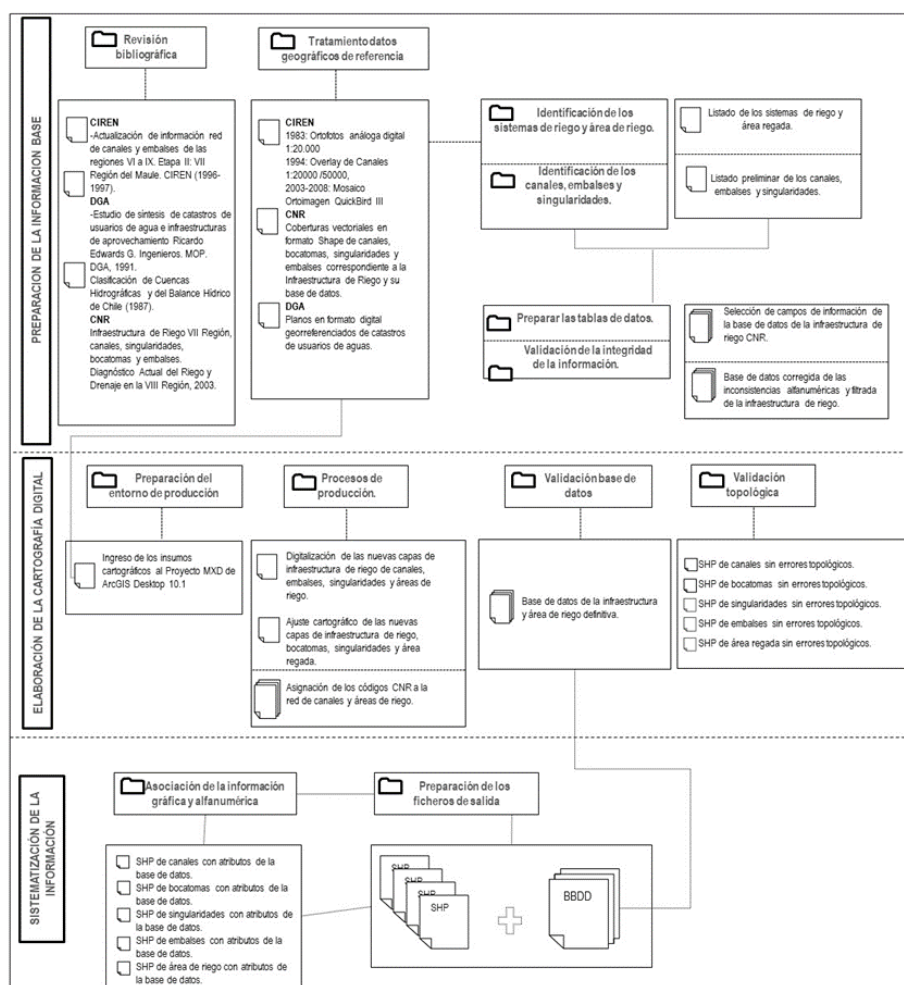 PREPARACION DE LA INFORMACION BASE
Revisión
bibliográfica
CIREN
-Actualización de información red
de canales y embalses de las
regiones VI a IX. Etapa II: VII
Región del Maule. CIREN (1996-
1997).
DGA
-Estudio de síntesis de catastros de
usuarios de agua e infraestructuras
de aprovechamiento Ricardo
Edwards G. Ingenieros. MOP.
DGA, 1991.
Clasificación de Cuencas
Hidrográficas y del Balance Hídrico
de Chile (1987).
CNR
Infraestructura de Riego VII Región,
canales, singularidades,
bocatomas y embalses.
Diagnóstico Actual del Riego y
Drenaje en la VIII Región, 2003.
Tratamiento datos
geográficos de referencia
CIREN
1983: Ortofotos análoga digital
1:20.000
1994: Overlay de Canales
1:20000 /50000,
2003-2008: Mosaico
Ortoimagen QuickBird III
CNR
Coberturas vectoriales en
formato Shape de canales,
bocatomas, singularidades y
embalses correspondiente a la
Infraestructura de Riego y su
base de datos.
DGA
Planos en formato digital
georreferenciados de catastros
de usuarios de aguas.
Identificación de los
sistemas de riego y área de riego.
Identificación de los
canales, embalses y
singularidades.
Listado de los sistemas de riego y
área regada.
Listado preliminar de los canales,
embalses y singularidades.
Preparar las tablas de datos.
Validación de la integridad
de la información.
Selección de campos de información de
la base de datos de la infraestructura de
riego CNR.
Base de datos corregida de las
inconsistencias alfanuméricas y filtrada
de la infraestructura de riego.
ELABORACIÓN DE LA CARTOGRAFÍA DIGITAL
Preparación del
entorno de producción
Ingreso de los insumos
cartográficos al Proyecto MXD de
ArcGIS Desktop 10.1
Procesos de
producción.
Digitalización de las nuevas capas de
infraestructura de riego de canales,
embalses, singularidades y áreas de
riego.
Ajuste cartográfico de las nuevas
capas de infraestructura de riego,
bocatomas, singularidades y área
regada.
Asignación de los códigos CNR a la
red de canales y áreas de riego.
Validación base de
datos
Base de datos de la infraestructura
y área de riego definitiva.
Validación
topológica
SHP de canales sin errores topológicos.
SHP de bocatomas sin errores topológicos.
SHP de singularidades sin errores topológicos.
SHP de embalses sin errores topológicos.
SHP de área regada sin errores topológicos.
SISTEMATIZACIÓN DE LA
INFORMACIÓN
Asociación de la información
gráfica y alfanumérica
SHP de canales con atributos de la
base de datos.
SHP de bocatomas con atributos de la
base de datos.
SHP de singularidades con atributos de
la base de datos.
SHP de embalses con atributos de la
base de datos.
SHP de área de riego con atributos de
la base de datos.
Preparación de los
ficheros de salida
SHP
SHP
SHP
SHP
BBDD